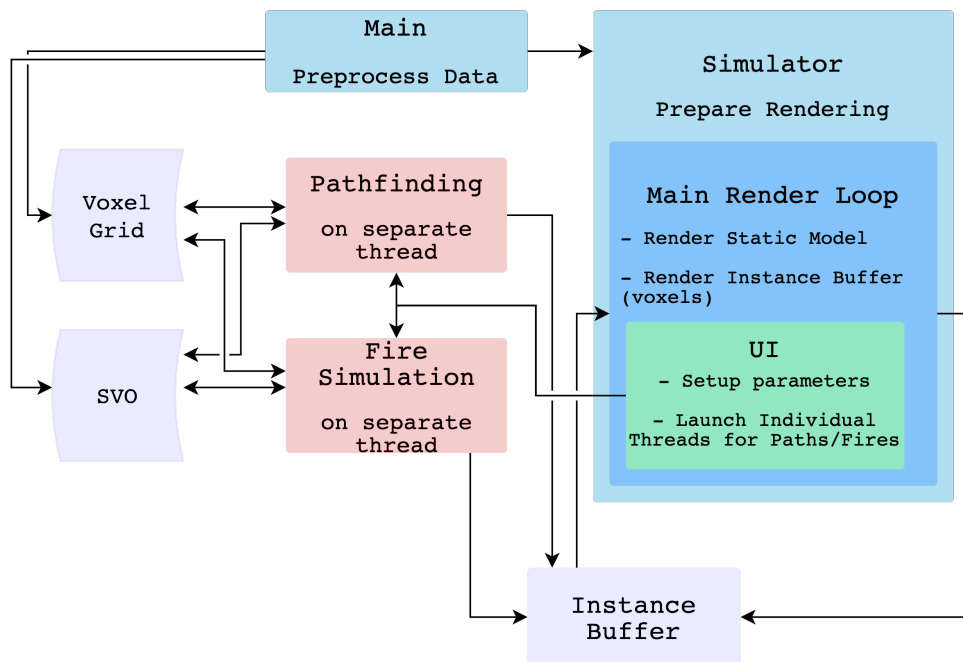 Main
Preprocess Data
Simulator
Prepare Rendering
Voxel
Grid
Pathfinding
on separate
thread
Main Render Loop
– Render Static Model
– Render Instance Buffer
(voxels)
SVO
Fire
Simulation
on separate
thread
UI
– Setup parameters
– Launch Individual
Threads for Paths/Fires
Instance
Buffer